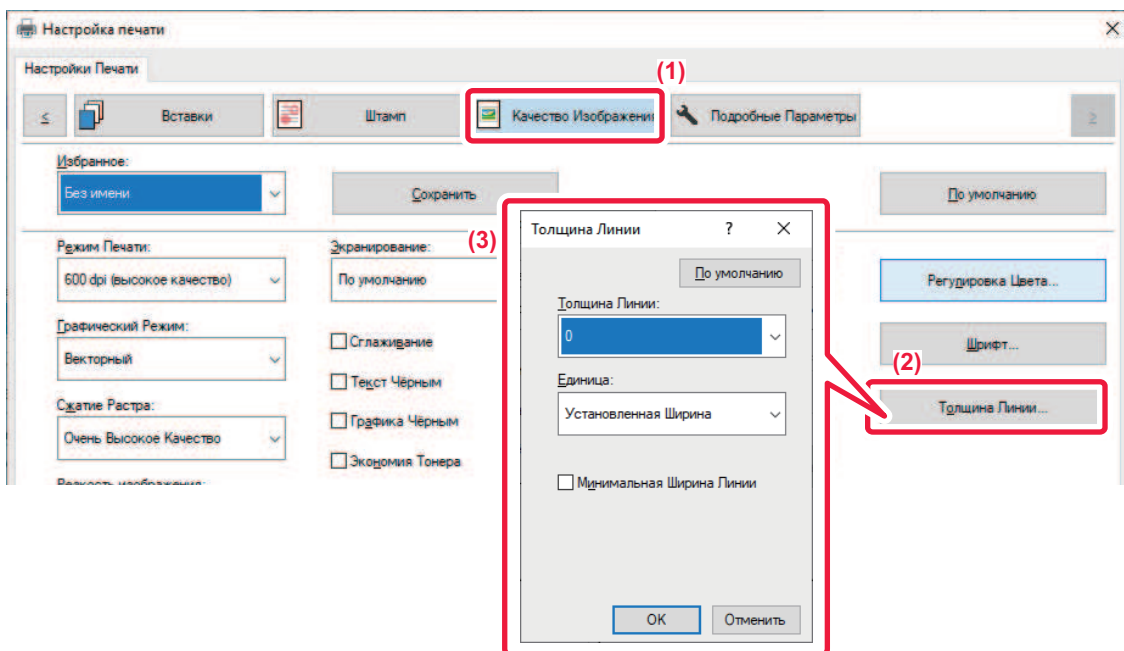 Настройка печати
Настройки Печати
(1)
≤
Вставки
Штамп
Качество Изображения
Подробные Параметры
≥
Избранное:
Без имени
Сохранить
По умолчанию
Режим Печати:
600 dpi (высокое качество)
Экранирование:
По умолчанию
Регулировка Цвета...
Графический Режим:
Векторный
Сглаживание
Шрифт...
Текст Чёрным
(2)
Толщина Линии...
Сжатие Растра:
Очень Высокое Качество
Графика Чёрным
Экономия Тонера
Резкость изображения:
(3)
Толщина Линии
?
По умолчанию
Толщина Линии:
0
Единица:
Установленная Ширина
Минимальная Ширина Линии
OK
Отменить